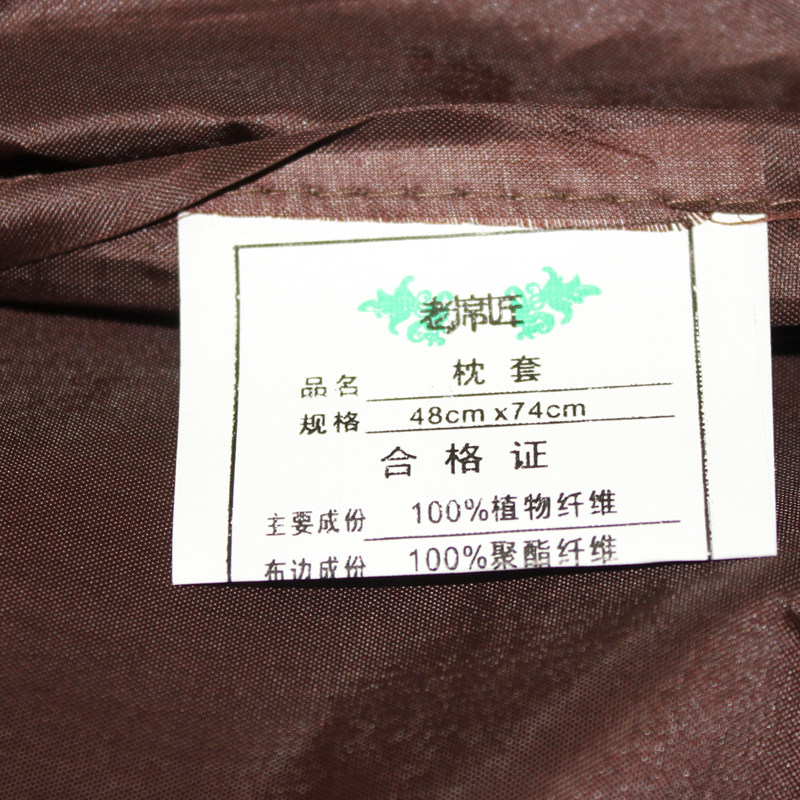 老席匠
品名 枕套
规格 48cm x74cm
合格证
主要成份 100%植物纤维
布边成份 100%聚酯纤维